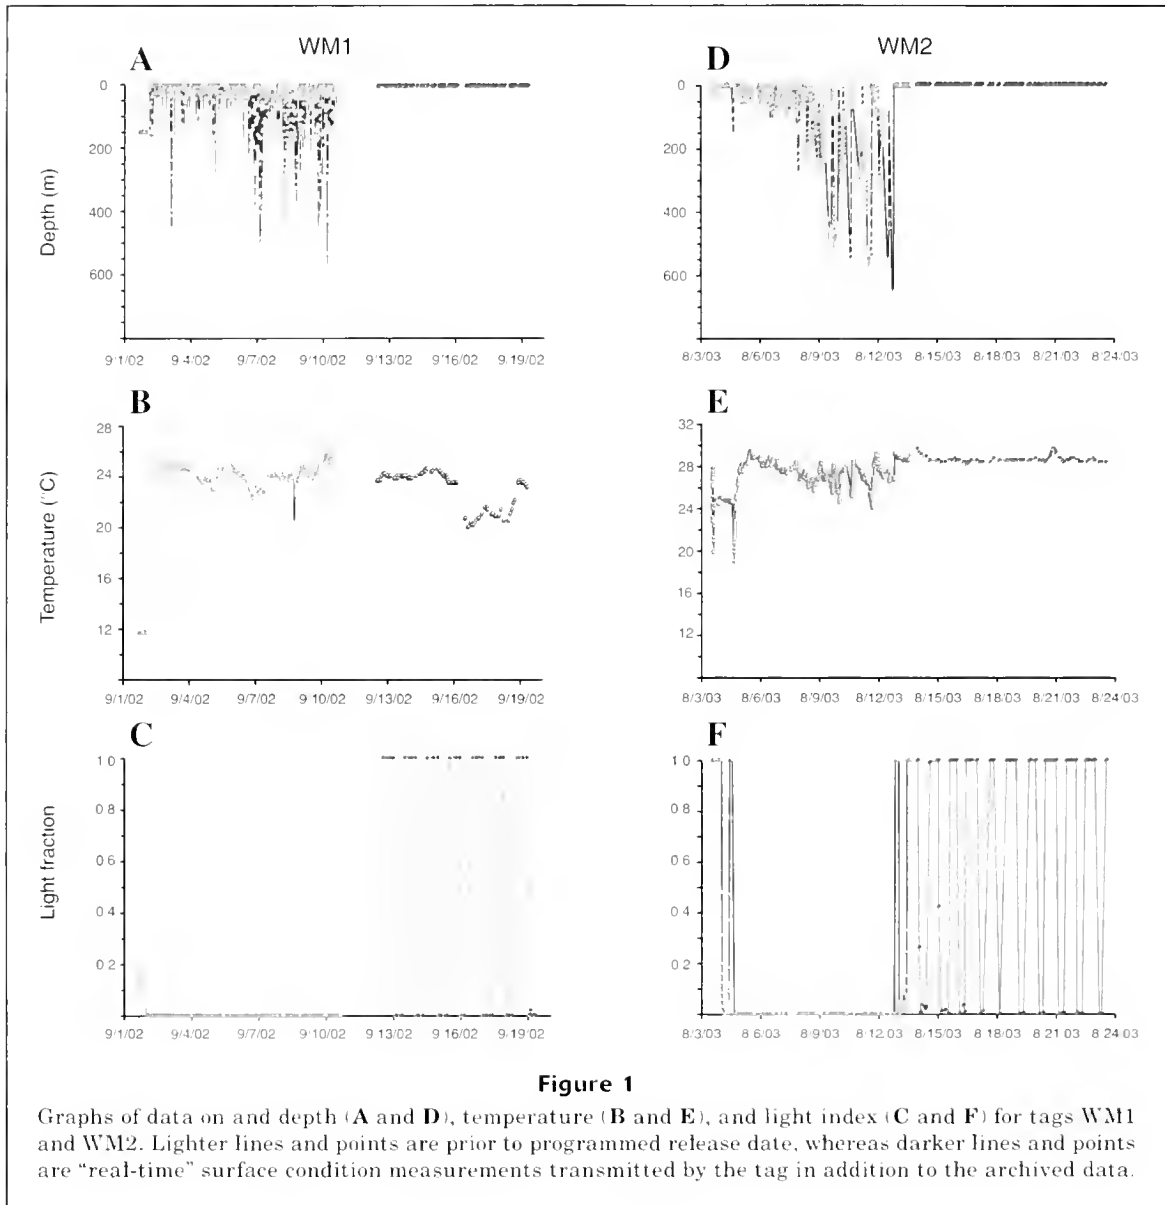 WM1
WM2
A
D
0
200
400
600
Depth (m)
9/1/02 9/4/02 9/7/02 9/10/02 9/13/02 9/16/02 9/19/02
0
200
400
600
8/3/03 8/6/03 8/9/03 8/12/03 8/15/03 8/18/03 8/21/03 8/24/03
B
E
28
24
20
16
12
Temperature (°C)
9/1/02 9/4/02 9/7/02 9/10/02 9/13/02 9/16/02 9/19/02
32
28
24
20
16
12
8/3/03 8/6/03 8/9/03 8/12/03 8/15/03 8/18/03 8/21/03 8/24/03
C
F
1 0
0 8
0 6
0 4
0 2
Light fraction
9/1/02 9/4/02 9/7/02 9/10/02 9/13/02 9/16/02 9/19/02
1 0
0 8
0 6
0 4
0 2
8/3/03 8 6/03 8 9/03 8 12/03 8 15/03 8 18/03 8 21/03 8 24 03
Figure 1
Graphs of data on and depth (A and D), temperature (B and E), and light index (C and F) for tags WM1
and WM2. Lighter lines and points are prior to programmed release date, whereas darker lines and points
are “real-time” surface condition measurements transmitted by the tag in addition to the archived data.